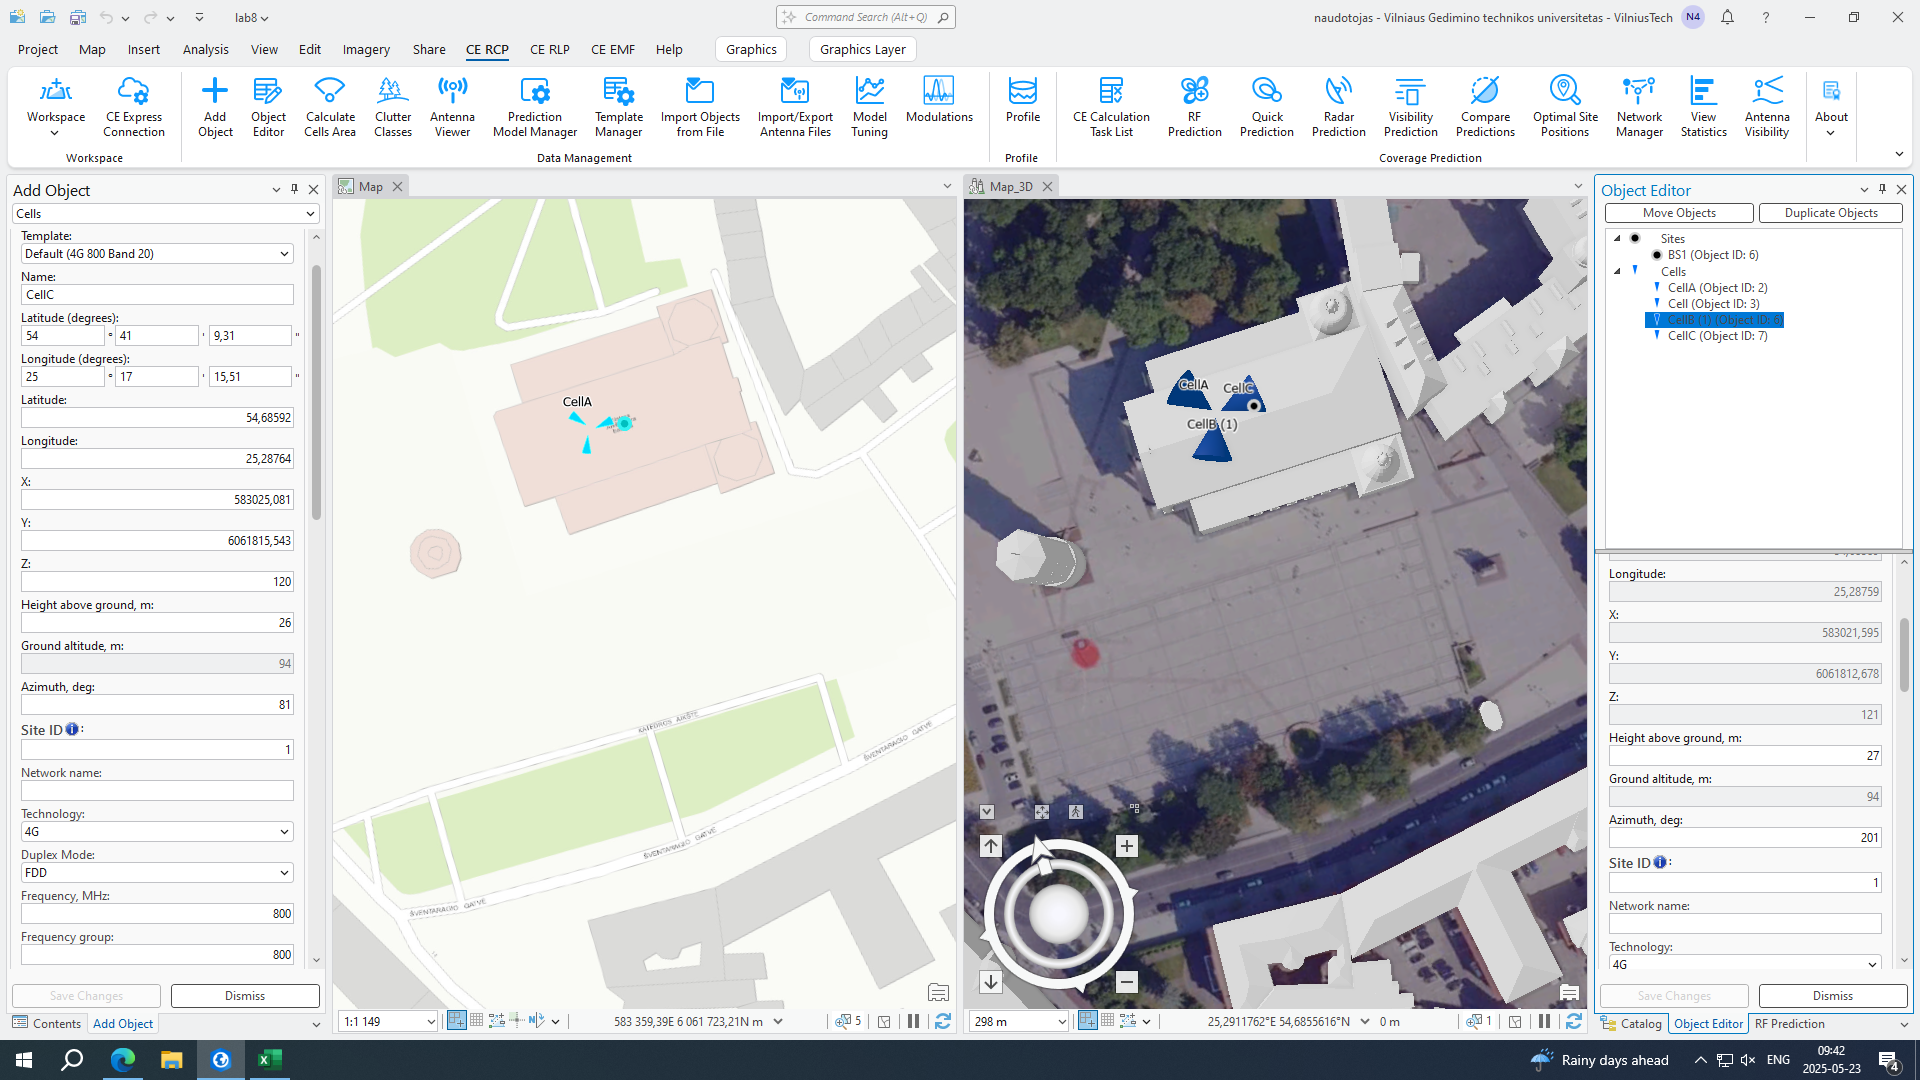 lab8
Command Search (Alt+Q)
naudotojas - Vilniaus Gedimino technikos universitetas - VilniusTech
N4
Project Map Insert Analysis View Edit Imagery Share CE RCP CE RLP CE EMF Help Graphics Graphics Layer
Workspace
CE Express Connection
Add Object
Object Editor
Calculate Cells Area
Clutter Classes
Antenna Viewer
Prediction Model Manager
Template Manager
Import Objects from File
Import/Export Antenna Files
Model Tuning
Modulations
Profile
CE Calculation Task List
RF Prediction
Quick Prediction
Radar Prediction
Visibility Prediction
Compare Predictions
Optimal Site Positions
Network Manager
View Statistics
Antenna Visibility
About
Workspace
Data Management
Profile
Coverage Prediction
Add Object
Cells
Template:
Default (4G 800 Band 20)
Name:
CellC
Latitude (degrees):
54 ° 41 ' 9,31 "
Longitude (degrees):
25 ° 17 ' 15,51 "
Latitude:
54,68592
Longitude:
25,28764
X:
583025,081
Y:
6061815,543
Z:
120
Height above ground, m:
26
Ground altitude, m:
94
Azimuth, deg:
81
Site ID :
1
Network name:
Technology:
4G
Duplex Mode:
FDD
Frequency, MHz:
800
Frequency group:
800
Save Changes
Dismiss
Contents
Add Object
Map
CellA
KATEDROS AIKŠTĖ
ŠVENTARAGIO GATVĖ
ŠVENTARAGIO GATVĖ
ŠVENTARAGIO GATVĖ
1:1 149
583 359,39E 6 061 723,21N m
5
Map_3D
CellA
CellC
CellB (1)
298 m
25,2911762°E 54,6855616°N
0 m
1
Object Editor
Move Objects
Duplicate Objects
Sites
BS1 (Object ID: 6)
Cells
CellA (Object ID: 2)
Cell (Object ID: 3)
CellB (1) (Object ID: 6)
CellC (Object ID: 7)
Longitude:
25,28759
X:
583021,595
Y:
6061812,678
Z:
121
Height above ground, m:
27
Ground altitude, m:
94
Azimuth, deg:
201
Site ID :
1
Network name:
Technology:
4G
Save Changes
Dismiss
Catalog
Object Editor
RF Prediction
Rainy days ahead
ENG
09:42
2025-05-23
4